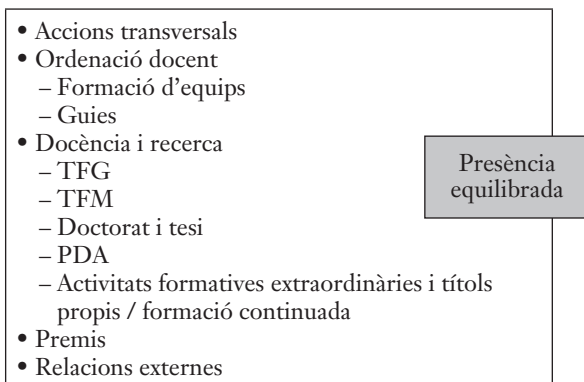 • Accions transversals
• Ordenació docent
– Formació d’equips
– Guies
• Docència i recerca
– TFG
– TFM
– Doctorat i tesi
– PDA
– Activitats formatives extraordinàries i títols
propis / formació continuada
• Premis
• Relacions externes
Presència
equilibrada